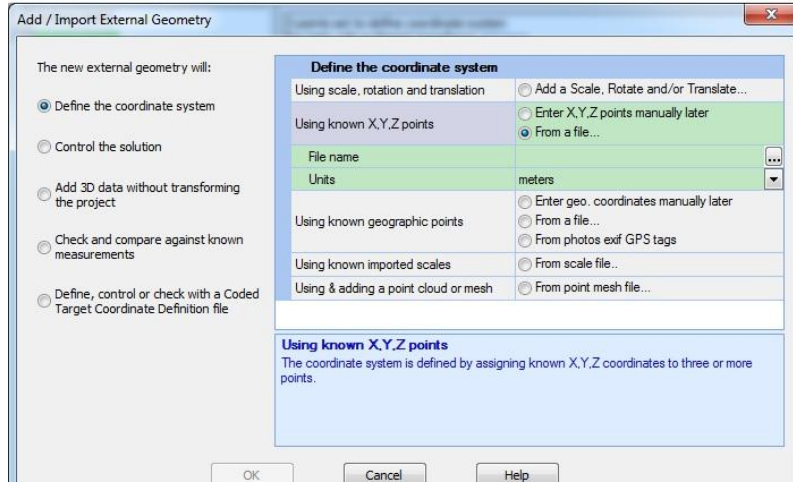 Add / Import External Geometry
The new external geometry will:
Define the coordinate system
Control the solution
Add 3D data without transforming
the project
Check and compare against known
measurements
Define, control or check with a Coded
Target Coordinate Definition file
Define the coordinate system
Using scale, rotation and translation
Add a Scale, Rotate and/or Translate...
Using known X,Y,Z points
Enter X,Y,Z points manually later
From a file...
File name
...
Units
meters
Using known geographic points
Enter geo. coordinates manually later
From a file...
From photos exif GPS tags
Using known imported scales
From scale file..
Using & adding a point cloud or mesh
From point mesh file...
Using known X,Y,Z points
The coordinate system is defined by assigning known X,Y,Z coordinates to three or more
points.
OK
Cancel
Help